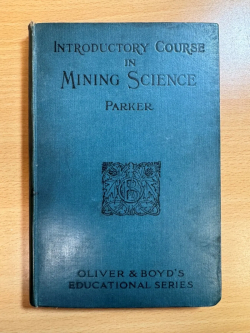 INTRODUCTORY COURSE
IN
MINING SCIENCE
PARKER
OLIVER & BOYD'S
EDUCATIONAL SERIES